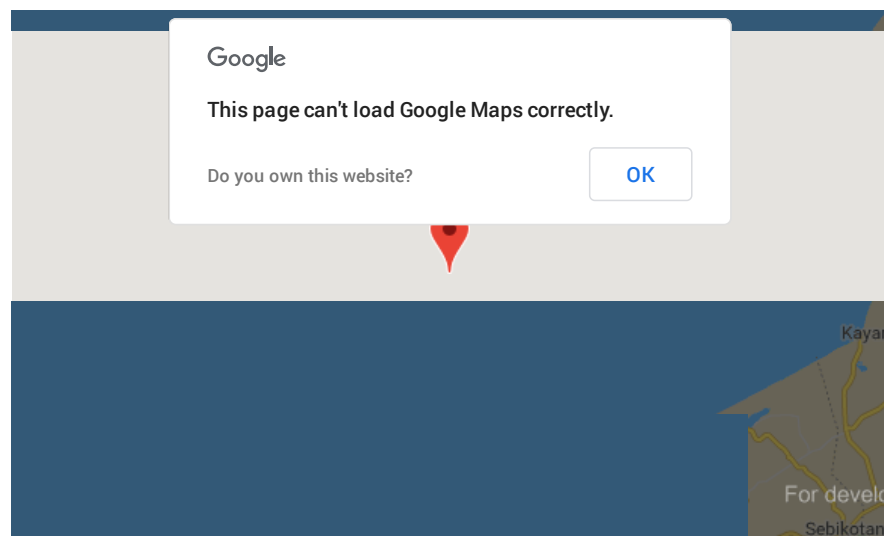 Google
This page can't load Google Maps correctly.
Do you own this website?
OK
Kayar
For develo
Sebikotan